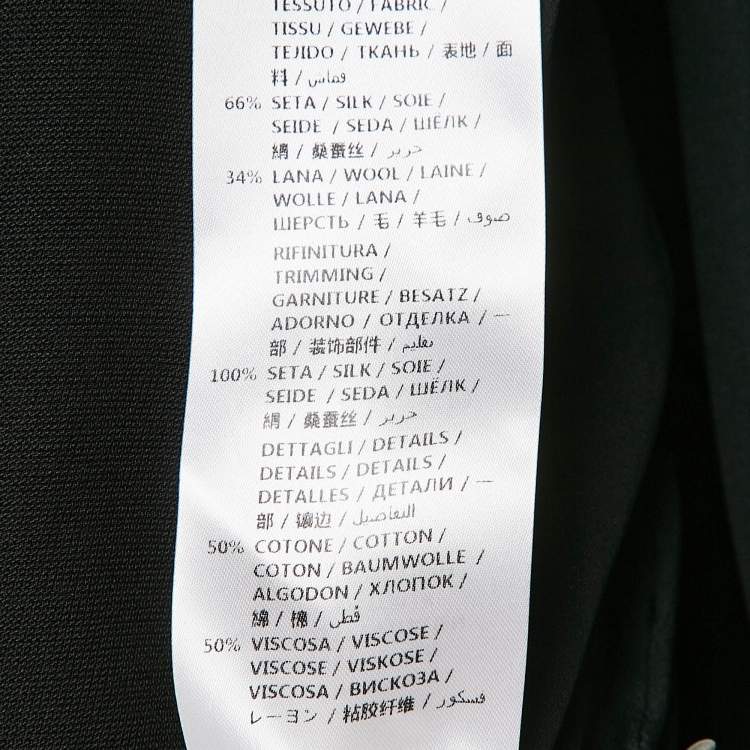 TESSUTO / FABRIC /
TISSU / GEWEBE /
TEJIDO / ТКАНЬ / 表地 / 面
料 / قماش
66% SETA / SILK / SOIE /
SEIDE / SEDA / ШЁЛК /
絹 / 桑蚕丝 / حرير
34% LANA / WOOL / LAINE /
WOLLE / LANA /
ШЕРСТЬ / 毛 / 羊毛 / صوف
RIFINITURA /
TRIMMING /
GARNITURE / BESATZ /
ADORNO / ОТДЕЛКА / 一
部 / 装饰部件 / تقليم
100% SETA / SILK / SOIE /
SEIDE / SEDA / ШЁЛК /
絹 / 桑蚕丝 / حرير
DETTAGLI / DETAILS /
DETAILS / DETAILS /
DETALLES / ДЕТАЛИ / 一
部 / 镶边 / التفاصيل
50% COTONE / COTTON /
COTON / BAUMWOLLE /
ALGODON / ХЛОПОК /
綿 / 棉 / قطن
50% VISCOSA / VISCOSE /
VISCOSE / VISKOSE /
VISCOSA / ВИСКОЗА /
レーヨン / 粘胶纤维 / فسكور